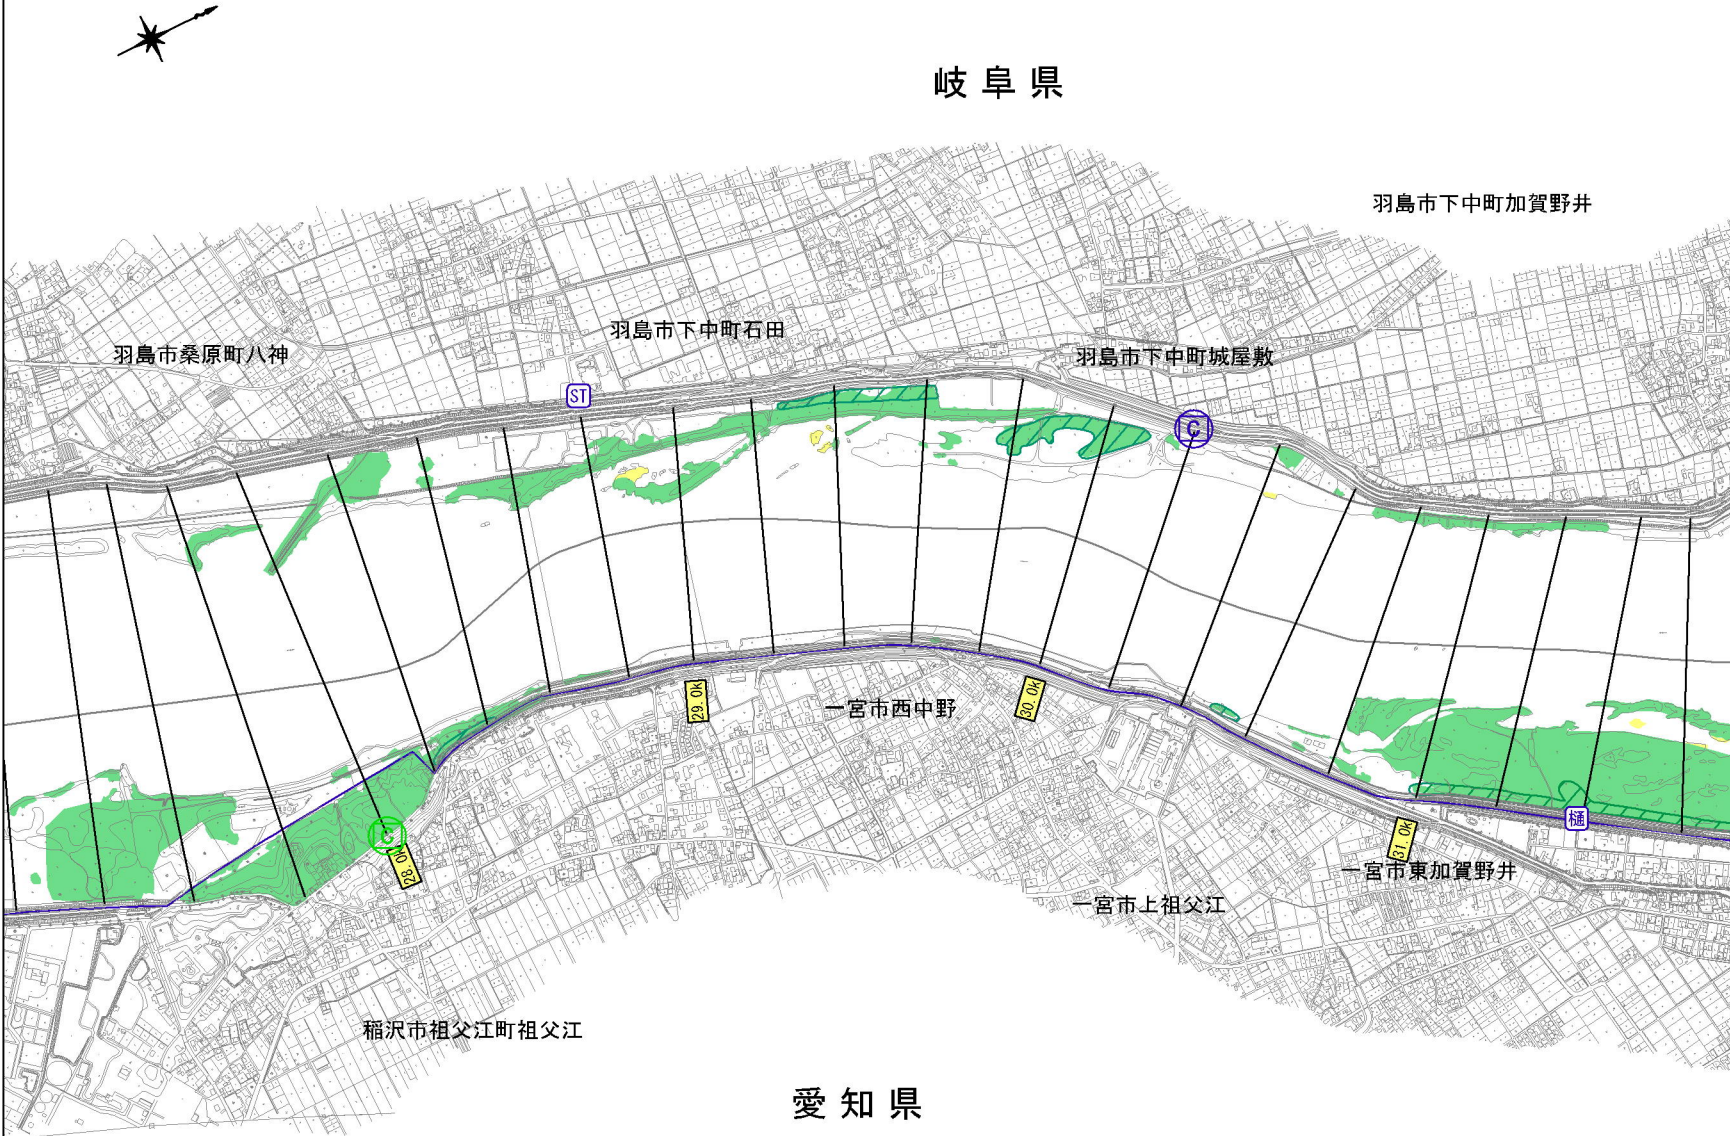 岐阜県
羽島市下中町加賀野井
羽島市下中町石田
羽島市桑原町八神
羽島市下中町城屋敷
ST
C
29.0k
一宮市西中野
30.0k
樋
C
28.0k
31.0k
一宮市東加賀野井
一宮市上祖父江
稲沢市祖父江町祖父江
愛知県